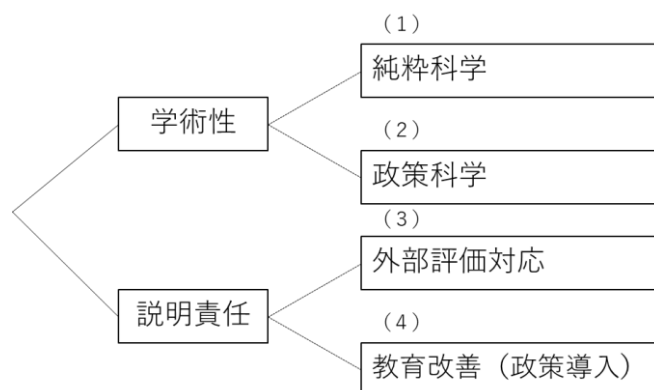 （1）
純粋科学
学術性
（2）
政策科学
（3）
外部評価対応
説明責任
（4）
教育改善（政策導入）